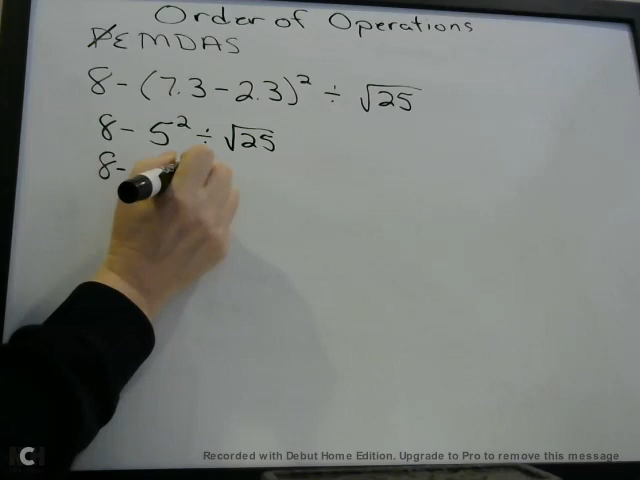 Order of Operations
PEMDAS
8 - (7.3 - 2.3)² ÷ √25
8 - 5² ÷ √25
8 -
Recorded with Debut Home Edition. Upgrade to Pro to remove this message